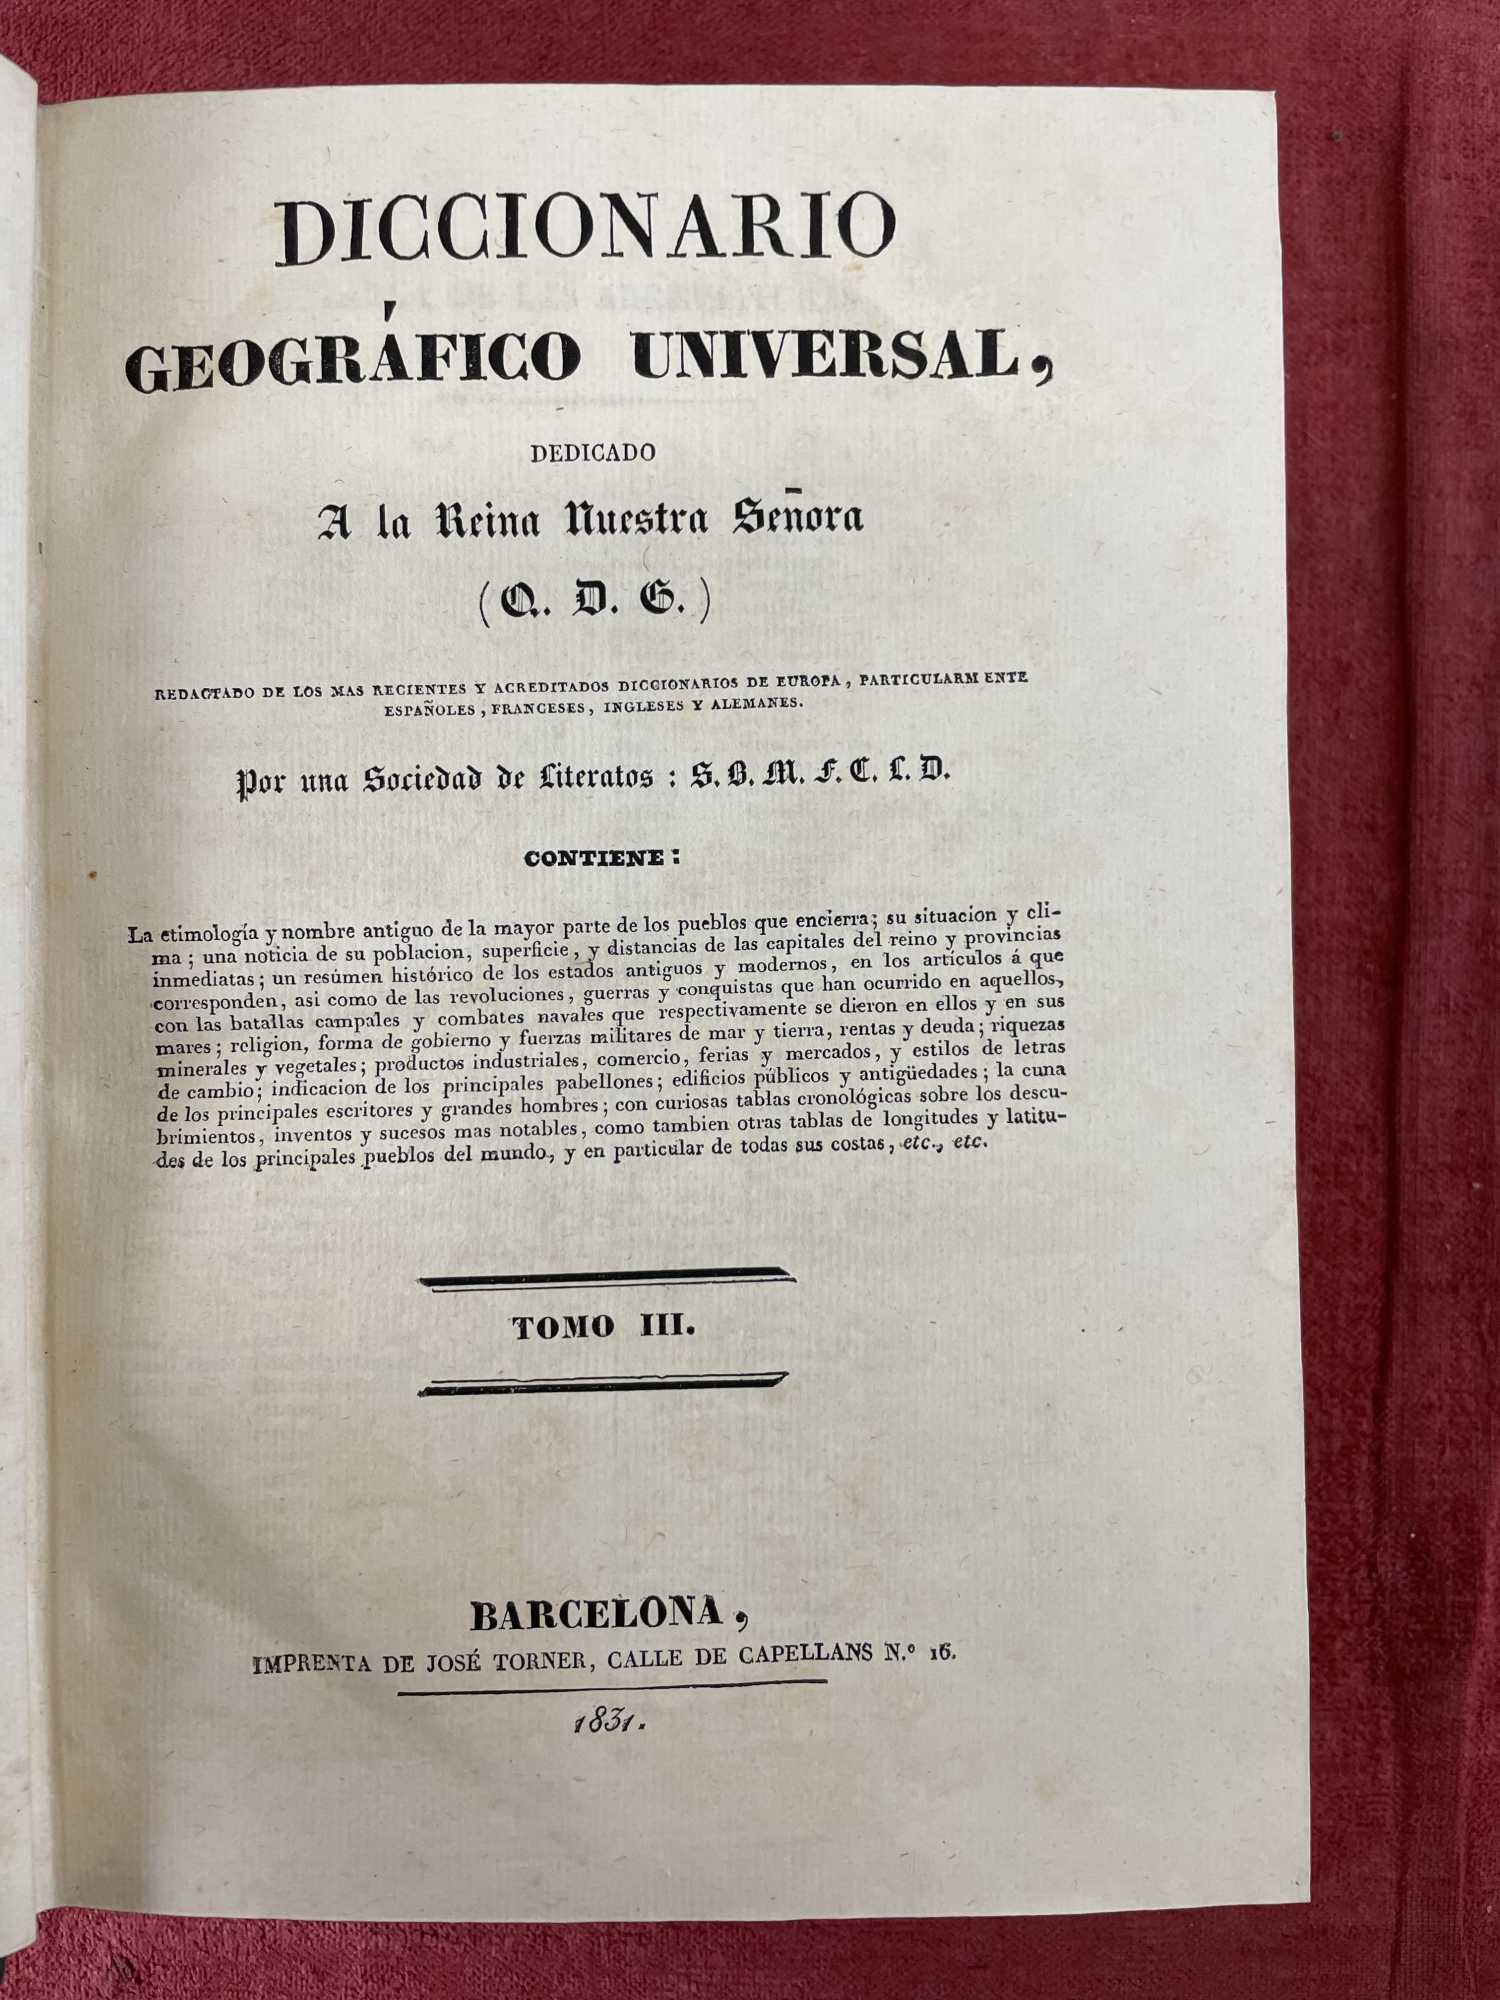 DICCIONARIO
GEOGRÁFICO UNIVERSAL,
DEDICADO
A la Reina Nuestra Señora
(Q. D. G.)
REDACTADO DE LOS MAS RECIENTES Y ACREDITADOS DICCIONARIOS DE EUROPA, PARTICULARMENTE
ESPAÑOLES, FRANCESES, INGLESES Y ALEMANES.
Por una Sociedad de Literatos: S. B. M. F. C. L. D.
CONTIENE:
La etimología y nombre antiguo de la mayor parte de los pueblos que encierra; su situacion y cli-
ma; una noticia de su poblacion, superficie, y distancias de las capitales del reino y provincias
inmediatas; un resúmen histórico de los estados antiguos y modernos, en los artículos á que
corresponden, asi como de las revoluciones, guerras y conquistas que han ocurrido en aquellos,
con las batallas campales y combates navales que respectivamente se dieron en ellos y en sus
mares; religion, forma de gobierno y fuerzas militares de mar y tierra, rentas y deuda; riquezas
minerales y vegetales; productos industriales, comercio, ferias y mercados, y estilos de letras
de cambio; indicacion de los principales pabellones; edificios públicos y antigüedades; la cuna
de los principales escritores y grandes hombres; con curiosas tablas cronológicas sobre los descu-
brimientos, inventos y sucesos mas notables, como tambien otras tablas de longitudes y latitu-
des de los principales pueblos del mundo, y en particular de todas sus costas, etc., etc.
TOMO III.
BARCELONA,
IMPRENTA DE JOSÉ TORNER, CALLE DE CAPELLANS N.º 16.
1831.